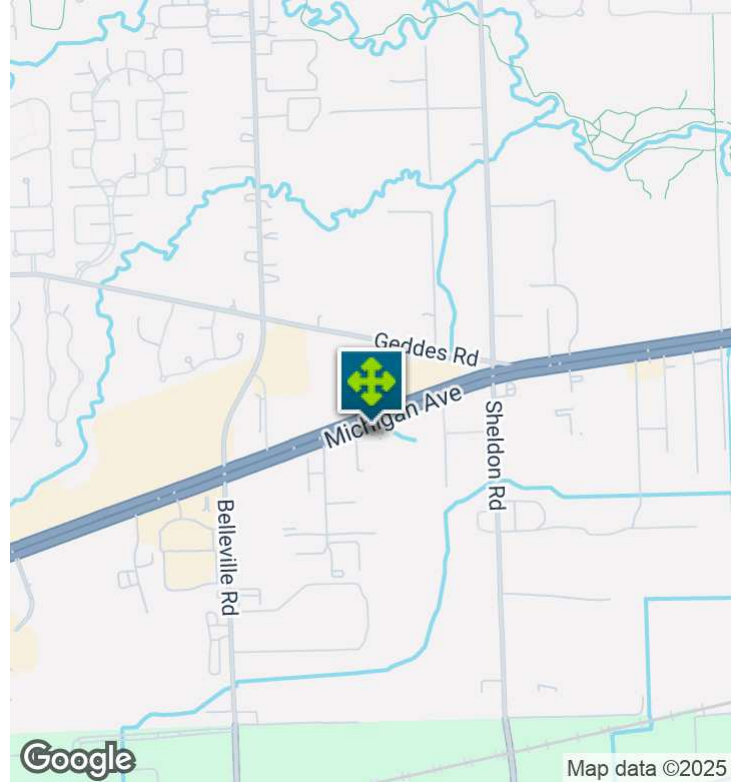 Geddes Rd
Michigan Ave
Sheldon Rd
Belleville Rd
Google
Map data ©2025